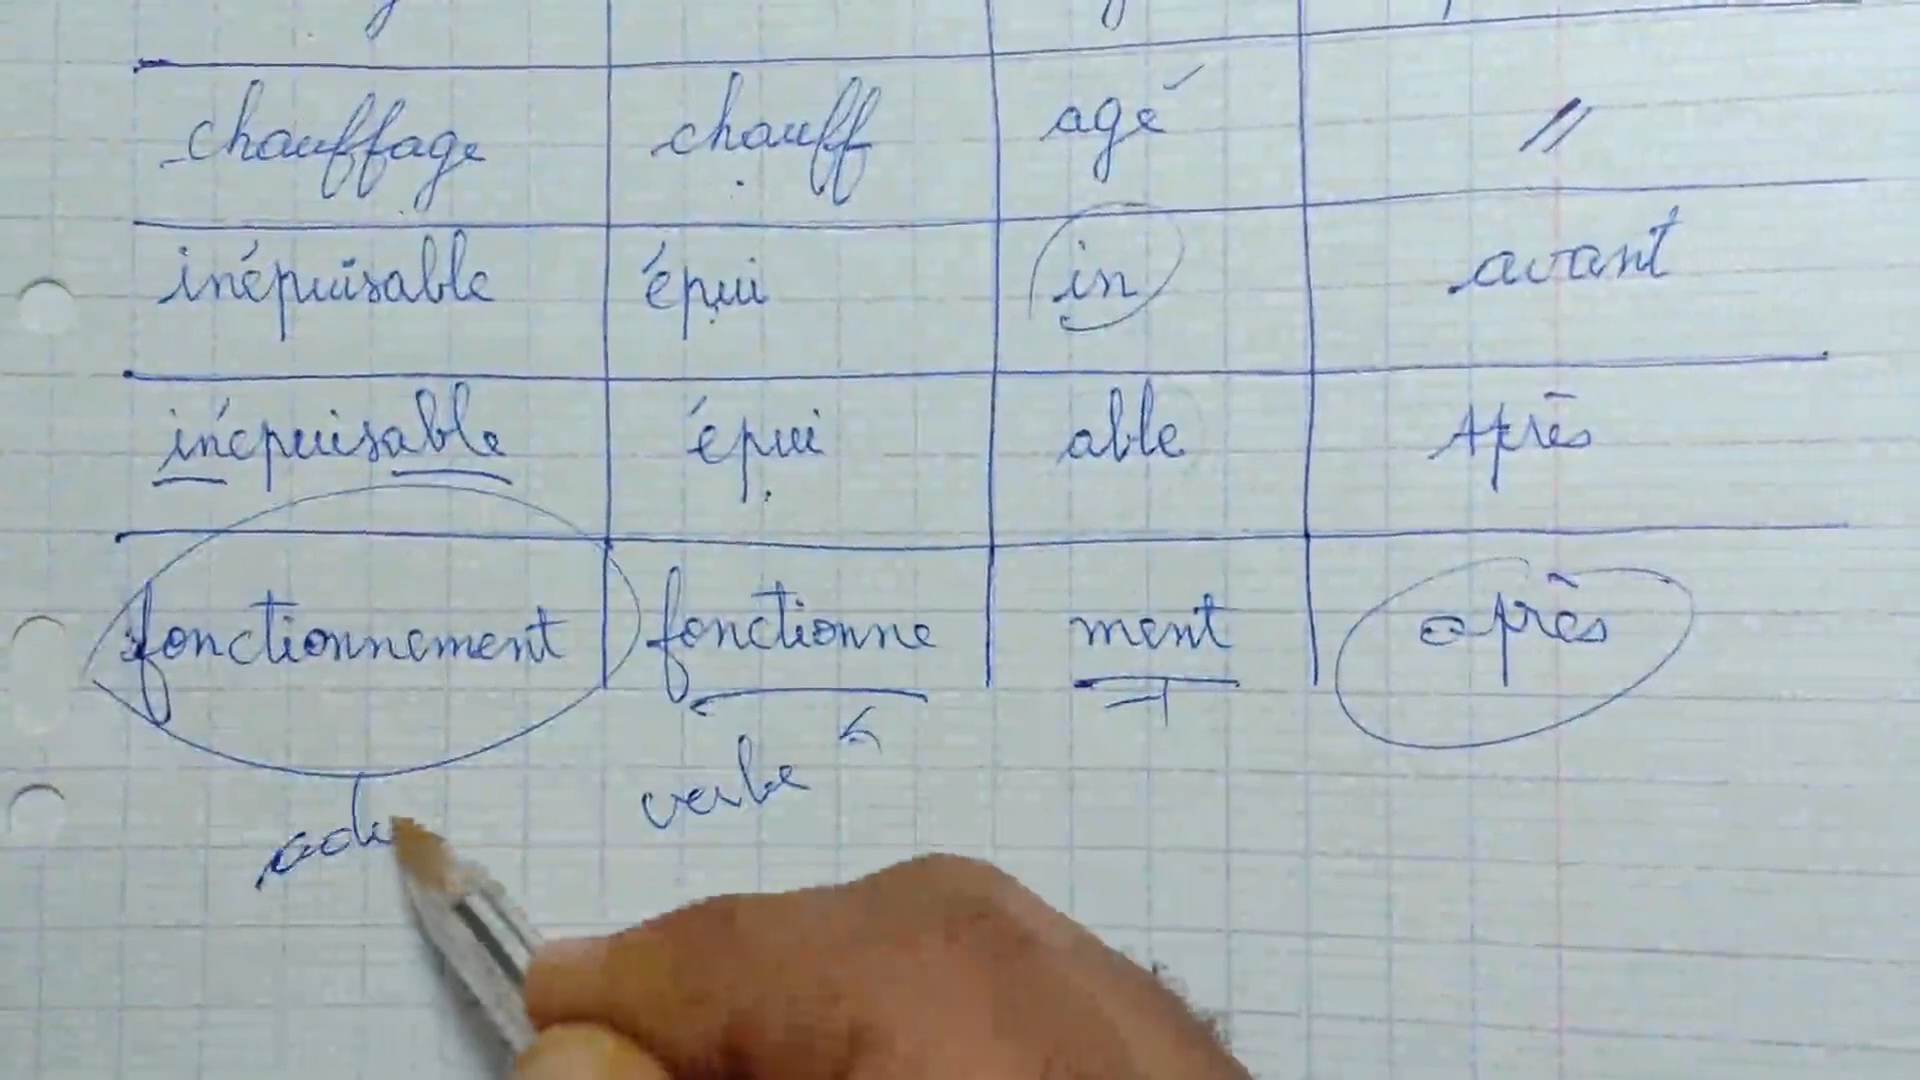 chauffage chauff agé //
inépuisable épui in avant
inépuisable épui able Après
fonctionnement fonctionne ment après
verbe